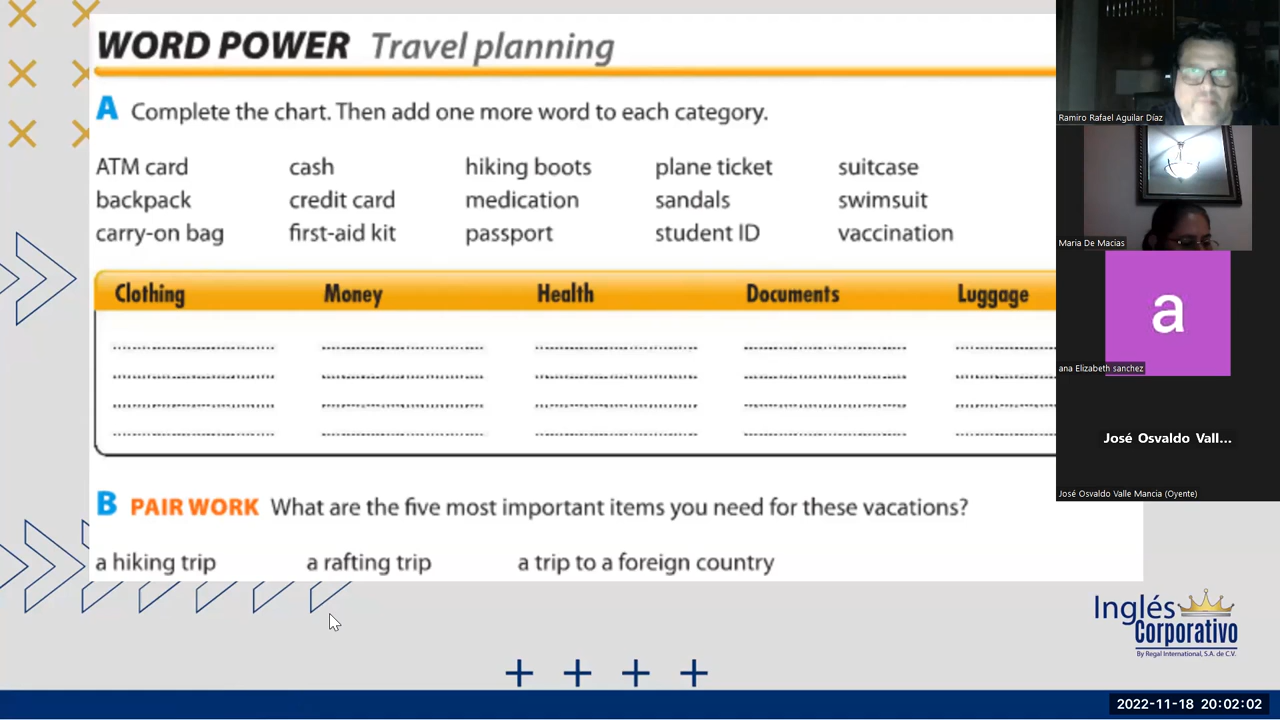 WORD POWER Travel planning
A Complete the chart. Then add one more word to each category.
ATM card cash hiking boots plane ticket suitcase
backpack credit card medication sandals swimsuit
carry-on bag first-aid kit passport student ID vaccination
Clothing Money Health Documents Luggage
B PAIR WORK What are the five most important items you need for these vacations?
a hiking trip a rafting trip a trip to a foreign country
Ramiro Rafael Aguilar Díaz
Maria De Macias
a
ana Elizabeth sanchez
José Osvaldo Vall...
José Osvaldo Valle Mancia (Oyente)
Inglés
Corporativo
By Regal International, S.A. de C.V.
2022-11-18 20:02:02